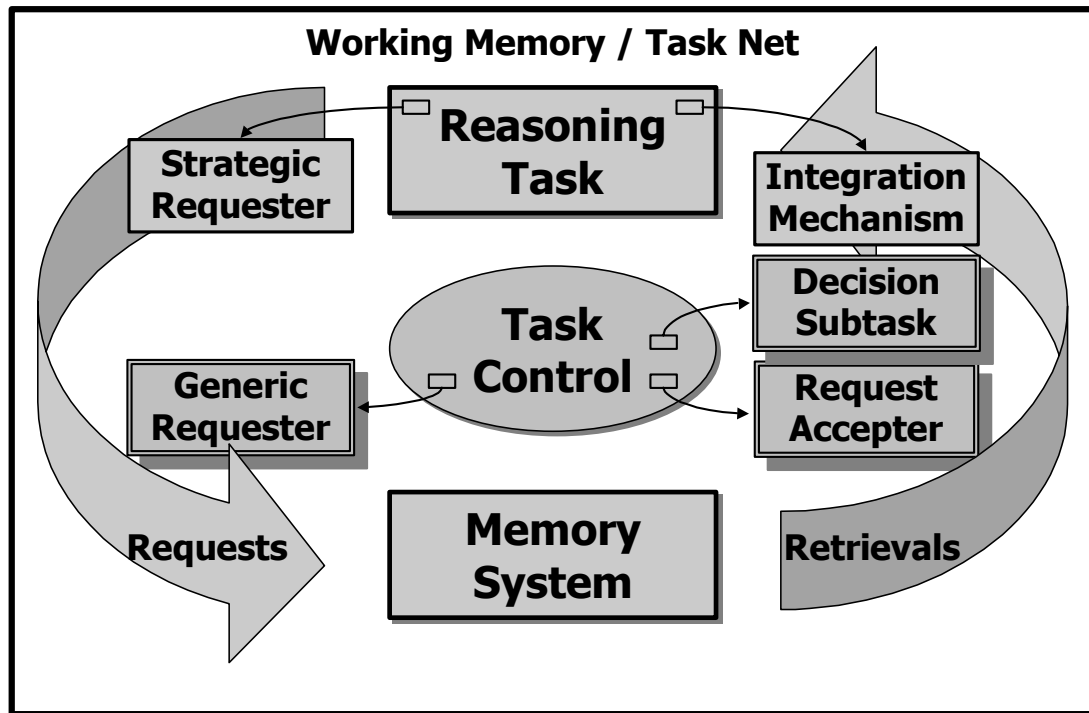 Working Memory / Task Net
Reasoning
Task
Strategic
Requester
Integration
Mechanism
Task
Control
Decision
Subtask
Generic
Requester
Request
Accepter
Requests
Memory
System
Retrievals